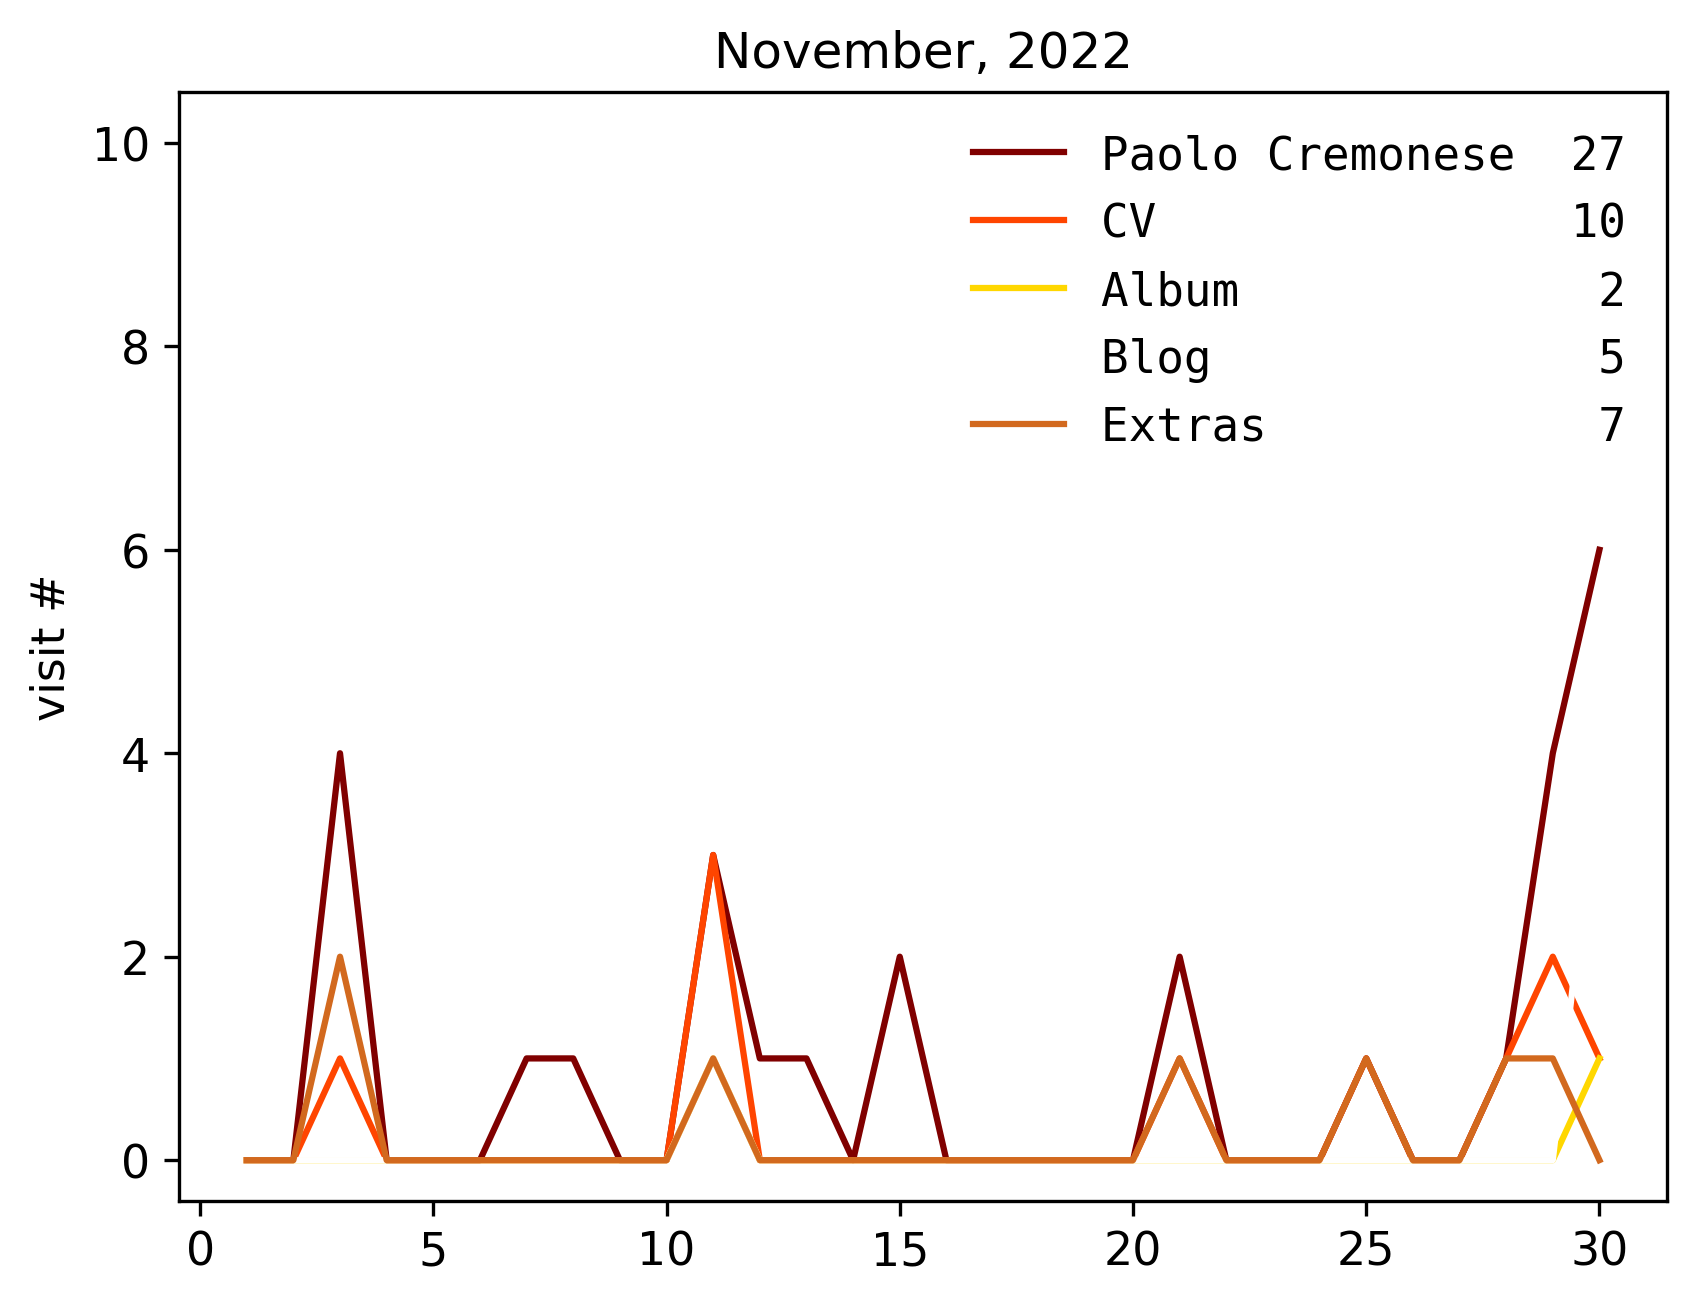 November, 2022
10
8
6
4
2
0
visit #
Paolo Cremonese 27
CV 10
Album 2
Blog 5
Extras 7
0 5 10 15 20 25 30